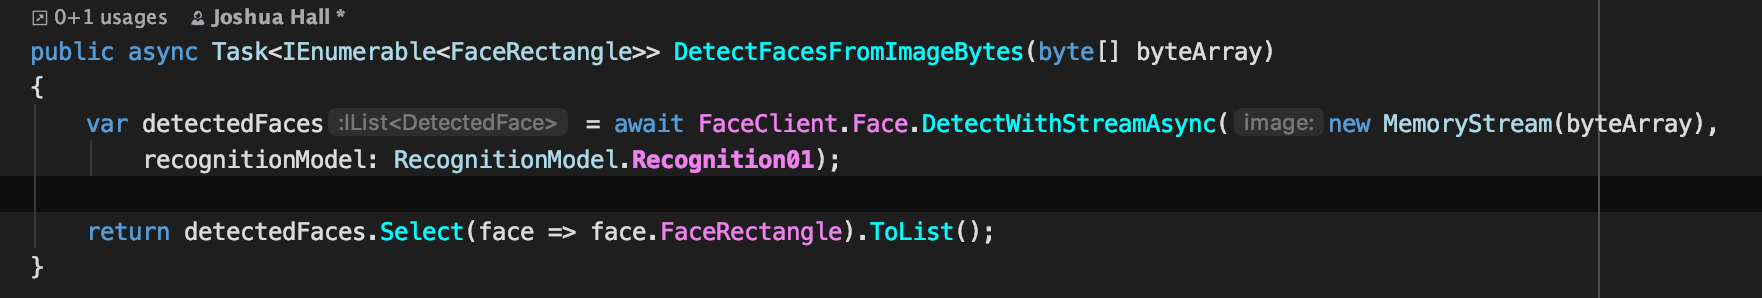 0+1 usages Joshua Hall *
public async Task<IEnumerable<FaceRectangle>> DetectFacesFromImageBytes(byte[] byteArray)
{
var detectedFaces :IList<DetectedFace> = await FaceClient.Face.DetectWithStreamAsync( image: new MemoryStream(byteArray),
recognitionModel: RecognitionModel.Recognition01);
return detectedFaces.Select(face => face.FaceRectangle).ToList();
}